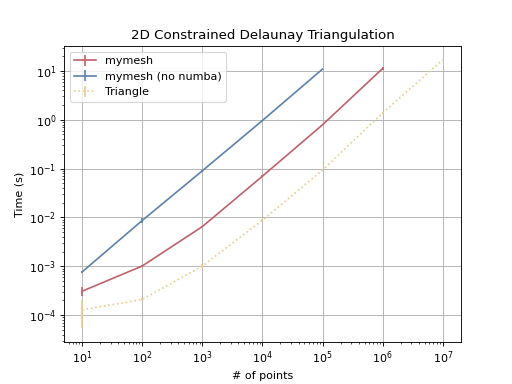 2D Constrained Delaunay Triangulation
mymesh
mymesh (no numba)
Triangle
Time (s)
10¹
10⁰
10⁻¹
10⁻²
10⁻³
10⁻⁴
10¹ 10² 10³ 10⁴ 10⁵ 10⁶ 10⁷
# of points